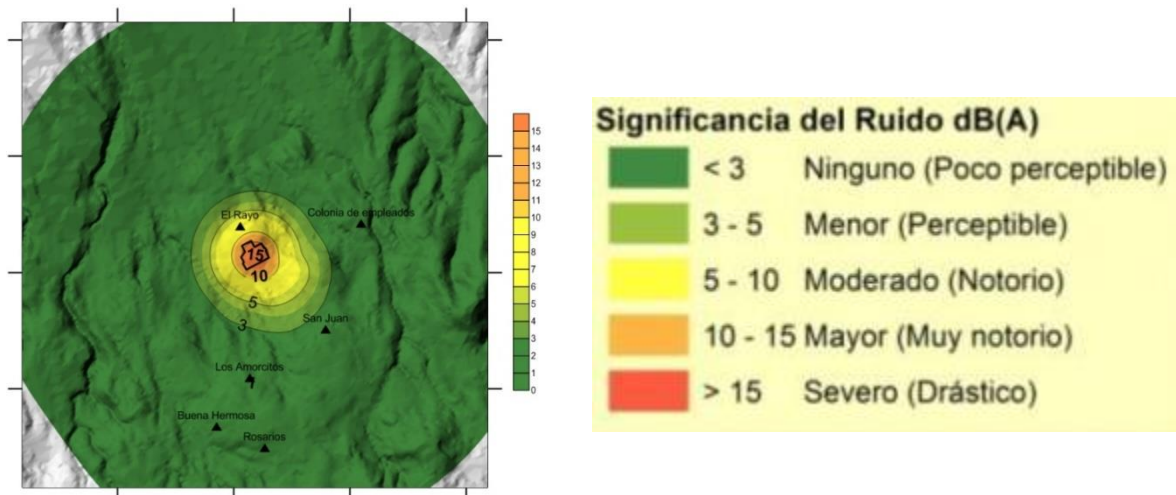 El Rayo
Colonia de empleados
15
10
5
3
San Juan
Los Amorcitos
1
Buena Hermosa
Rosarios
15
14
13
12
11
10
9
8
7
6
5
4
3
2
1
0
Significancia del Ruido dB(A)
< 3 Ninguno (Poco perceptible)
3 - 5 Menor (Perceptible)
5 - 10 Moderado (Notorio)
10 - 15 Mayor (Muy notorio)
> 15 Severo (Drástico)